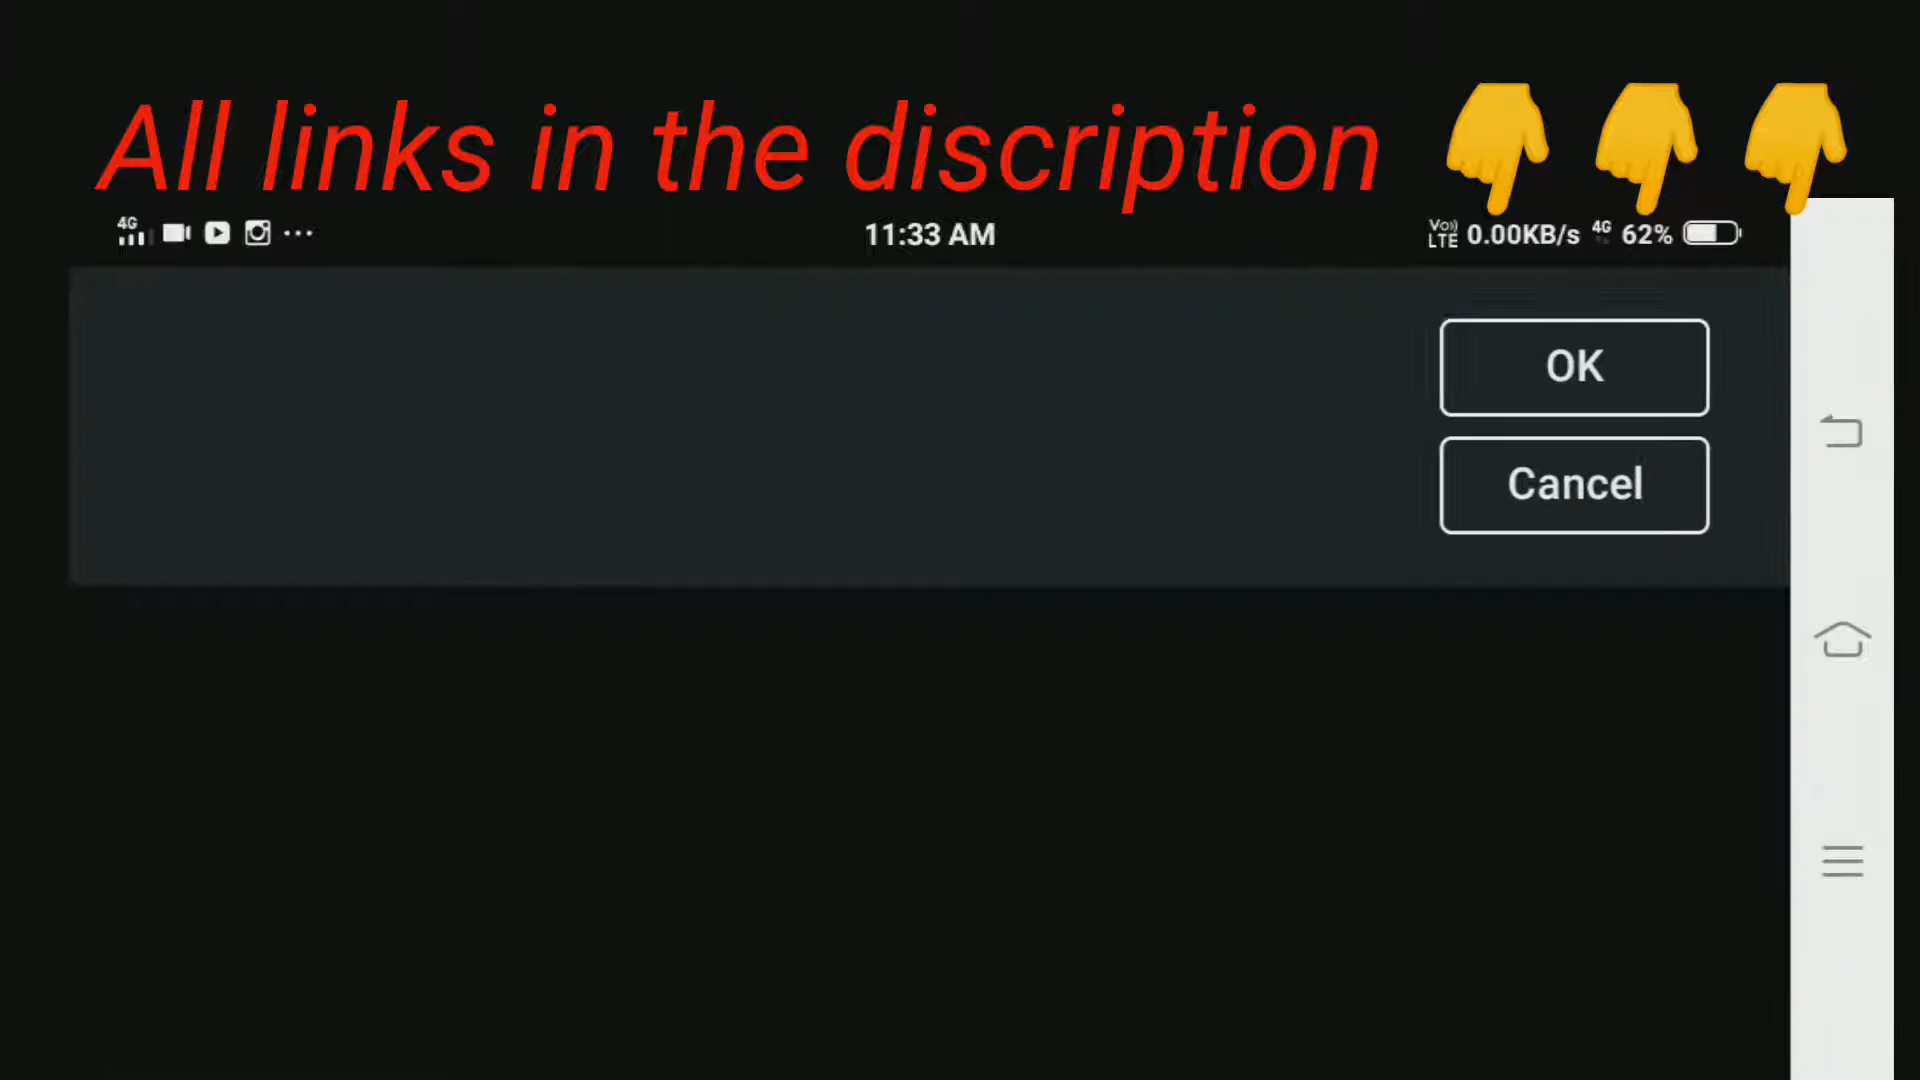 All links in the discription 👇 👇 👇
4G 11:33 AM Vo)) LTE 0.00KB/s 4G 62%
OK
Cancel